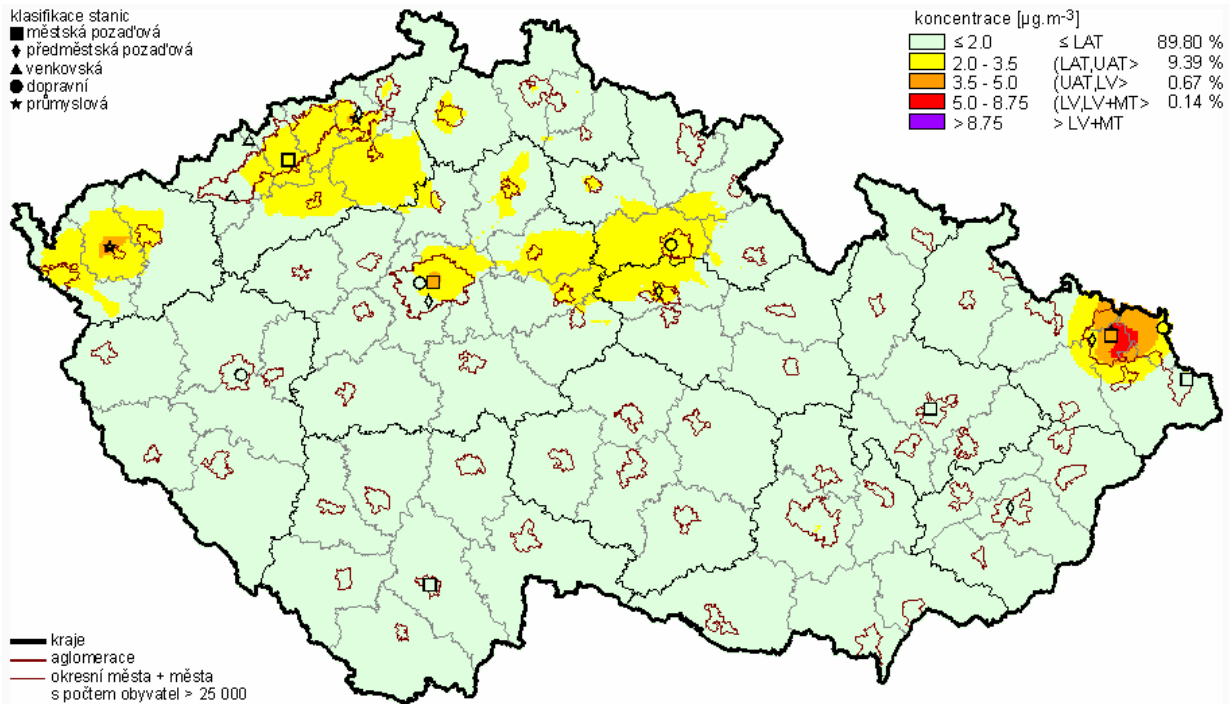 klasifikace stanic
městská pozaďová
předměstská pozaďová
venkovská
dopravní
průmyslová
koncentrace [µg.m⁻³]
≤ 2.0 ≤ LAT 89.80 %
2.0 - 3.5 (LAT,UAT> 9.39 %
3.5 - 5.0 (UAT,LV> 0.67 %
5.0 - 8.75 (LV,LV+MT> 0.14 %
> 8.75 > LV+MT
kraje
aglomerace
okresní města + města
s počtem obyvatel > 25 000